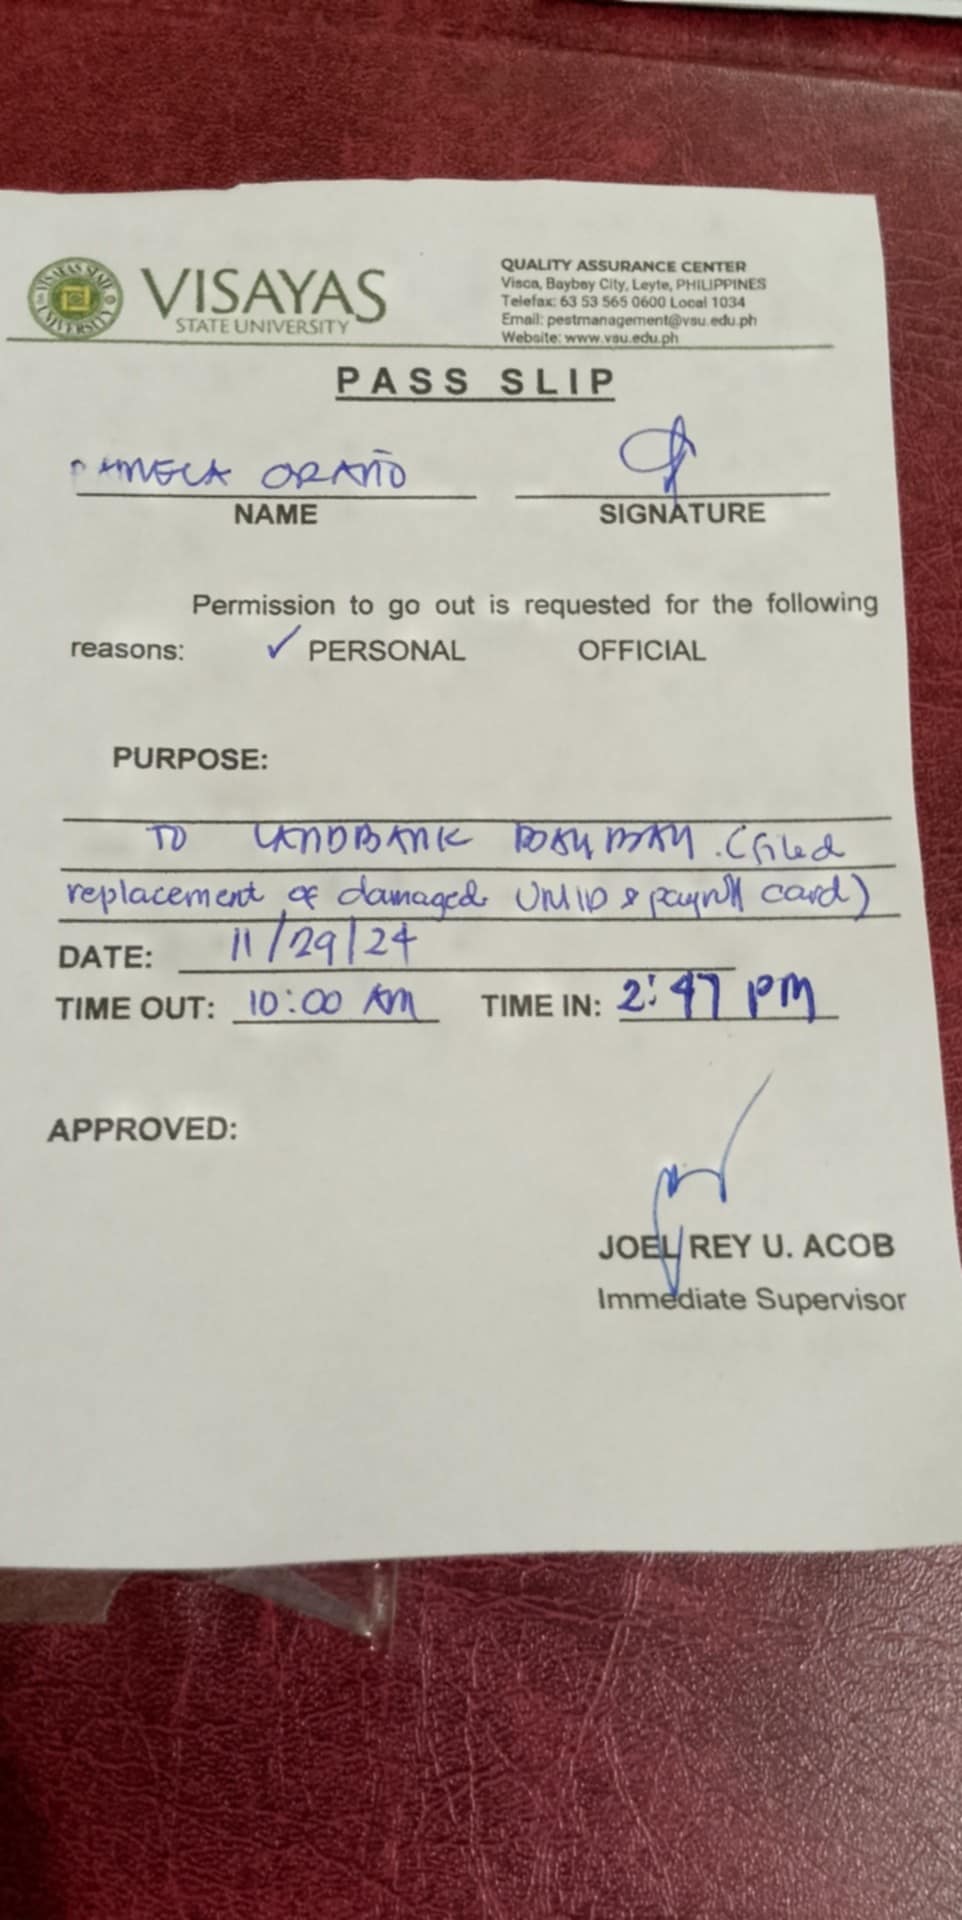 VISAYAS
STATE UNIVERSITY
QUALITY ASSURANCE CENTER
Visca, Baybay City, Leyte, PHILIPPINES
Telefax: 63 53 565 0600 Local 1034
Email: pestmanagement@vsu.edu.ph
Website: www.vsu.edu.ph
PASS SLIP
PAMELA ORAÑO
NAME
SIGNATURE
Permission to go out is requested for the following
reasons: ✓ PERSONAL OFFICIAL
PURPOSE:
TO LANDBANK BAYBAY. (filed
replacement of damaged UMID & payroll card)
DATE: 11/29/24
TIME OUT: 10:00 AM TIME IN: 2:47 PM
APPROVED:
JOEL REY U. ACOB
Immediate Supervisor